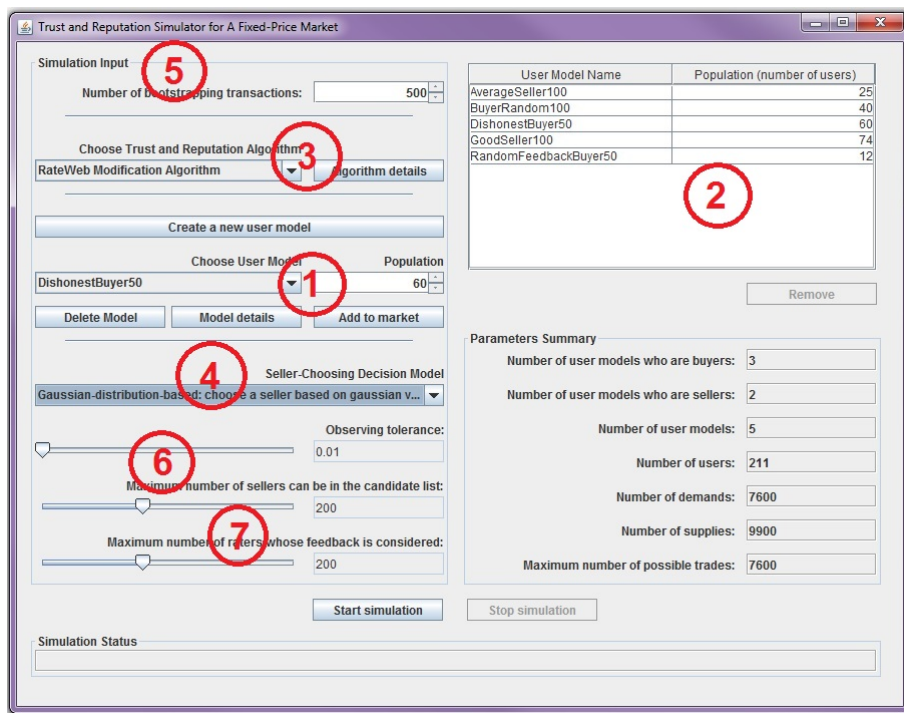 Trust and Reputation Simulator for A Fixed-Price Market
Simulation Input
5
Number of bootstrapping transactions:
500
Choose Trust and Reputation Algorithm
3
RateWeb Modification Algorithm
Algorithm details
Create a new user model
Choose User Model
Population
1
DishonestBuyer50
60
Delete Model
Model details
Add to market
4
Seller-Choosing Decision Model
Gaussian-distribution-based: choose a seller based on gaussian v...
Observing tolerance:
0.01
6
Maximum number of sellers can be in the candidate list:
200
7
Maximum number of raters whose feedback is considered:
200
User Model Name Population (number of users)
AverageSeller100 25
BuyerRandom100 40
DishonestBuyer50 60
GoodSeller100 74
RandomFeedbackBuyer50 12
2
Remove
Parameters Summary
Number of user models who are buyers: 3
Number of user models who are sellers: 2
Number of user models: 5
Number of users: 211
Number of demands: 7600
Number of supplies: 9900
Maximum number of possible trades: 7600
Start simulation
Stop simulation
Simulation Status